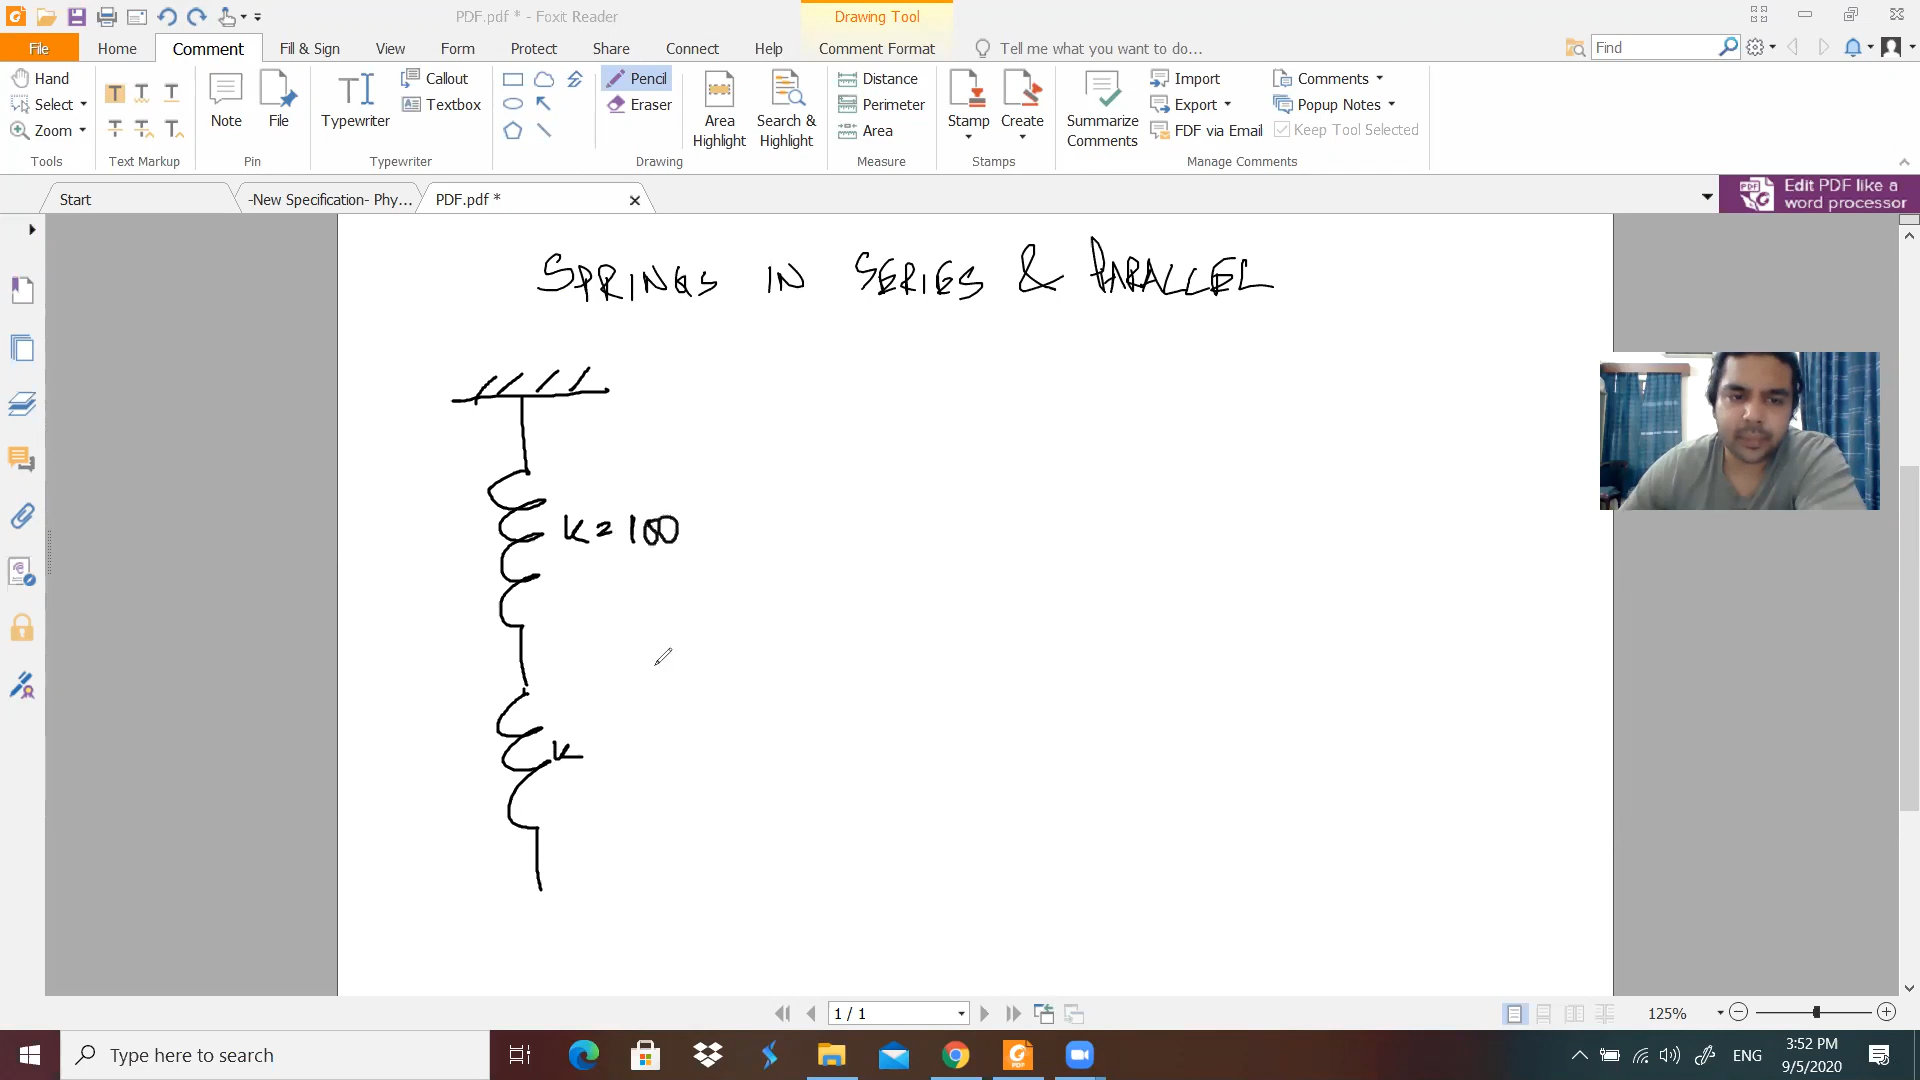 PDF.pdf * - Foxit Reader
Drawing Tool
File Home Comment Fill & Sign View Form Protect Share Connect Help Comment Format Tell me what you want to do... Find
Hand
Select
Zoom
Tools
Text Markup
Note
File
Pin
Typewriter
Callout
Textbox
Typewriter
Pencil
Eraser
Area Highlight
Search & Highlight
Drawing
Distance
Perimeter
Area
Measure
Stamp
Create
Stamps
Summarize Comments
Import
Export
FDF via Email
Comments
Popup Notes
Keep Tool Selected
Manage Comments
Start
-New Specification- Phy...
PDF.pdf *
Edit PDF like a
word processor
SPRINGS IN SERIES & PARALLEL
k = 100
k
1 / 1
125%
Type here to search
ENG
3:52 PM
9/5/2020